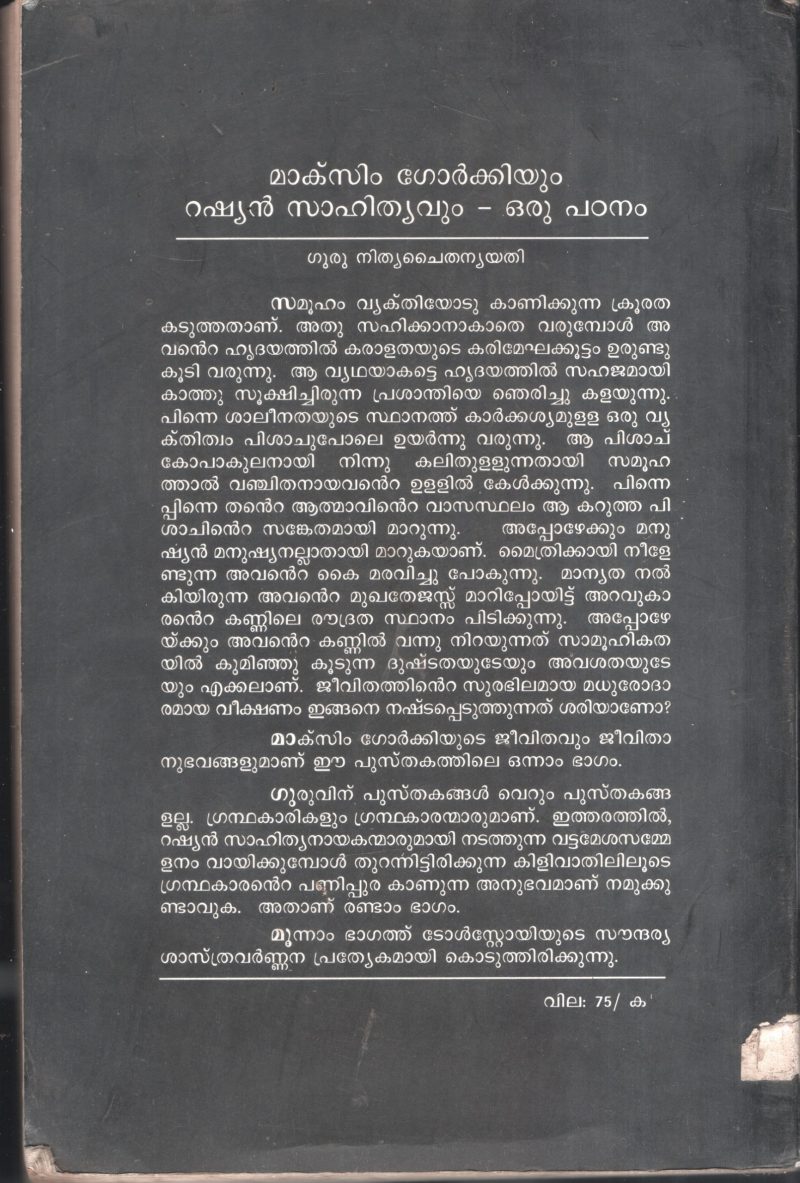 മാക്സിം ഗോർക്കിയും
റഷ്യൻ സാഹിത്യവും – ഒരു പഠനം
ഗുരു നിത്യചൈതന്യയതി
സമൂഹം വ്യക്തിയോടു കാണിക്കുന്ന ക്രൂരത
കടുത്തതാണ്. അതു സഹിക്കാനാകാതെ വരുമ്പോൾ അ
വൻെറ ഹൃദയത്തിൽ കരാളതയുടെ കരിമേഘക്കൂട്ടം ഉരുണ്ടു
കൂടി വരുന്നു. ആ വ്യഥയാകട്ടെ ഹൃദയത്തിൽ സഹജമായി
കാത്തു സൂക്ഷിച്ചിരുന്ന പ്രശാന്തിയെ ഞെരിച്ചു കളയുന്നു.
പിന്നെ ശാലീനതയുടെ സ്ഥാനത്ത് കാർക്കശ്യമുളള ഒരു വ്യ
ക്തിത്വം പിശാചുപോലെ ഉയർന്നു വരുന്നു. ആ പിശാച്
കോപാകുലനായി നിന്നു കലിതുളളുന്നതായി സമൂഹ
ത്താൽ വഞ്ചിതനായവൻെറ ഉളളിൽ കേൾക്കുന്നു. പിന്നെ
പ്പിന്നെ തൻെറ ആത്മാവിൻെറ വാസസ്ഥലം ആ കറുത്ത പി
ശാചിൻെറ സങ്കേതമായി മാറുന്നു. അപ്പോഴേക്കും മനു
ഷ്യൻ മനുഷ്യനല്ലാതായി മാറുകയാണ്. മൈത്രിക്കായി നീളേ
ണ്ടുന്ന അവൻെറ കൈ മരവിച്ചു പോകുന്നു. മാന്യത നൽ
കിയിരുന്ന അവൻെറ മുഖതേജസ്സ് മാറിപ്പോയിട്ട് അറവുകാ
രൻെറ കണ്ണിലെ രൗദ്രത സ്ഥാനം പിടിക്കുന്നു. അപ്പോഴേ
യ്ക്കും അവൻെറ കണ്ണിൽ വന്നു നിറയുന്നത് സാമൂഹികത
യിൽ കുമിഞ്ഞു കൂടുന്ന ദുഷ്ടതയുടേയും അവശതയുടേ
യും എക്കലാണ്. ജീവിതത്തിൻെറ സുരഭിലമായ മധുരോദാ
രമായ വീക്ഷണം ഇങ്ങനെ നഷ്ടപ്പെടുത്തുന്നത് ശരിയാണോ?
മാക്സിം ഗോർക്കിയുടെ ജീവിതവും ജീവിതാ
നുഭവങ്ങളുമാണ് ഈ പുസ്തകത്തിലെ ഒന്നാം ഭാഗം.
ഗുരുവിന് പുസ്തകങ്ങൾ വെറും പുസ്തകങ്ങ
ളല്ല. ഗ്രന്ഥകാരികളും ഗ്രന്ഥകാരന്മാരുമാണ്. ഇത്തരത്തിൽ,
റഷ്യൻ സാഹിത്യനായകന്മാരുമായി നടത്തുന്ന വട്ടമേശസമ്മേ
ളനം വായിക്കുമ്പോൾ തുറന്നിട്ടിരിക്കുന്ന കിളിവാതിലിലൂടെ
ഗ്രന്ഥകാരൻെറ പണിപ്പുര കാണുന്ന അനുഭവമാണ് നമുക്കു
ണ്ടാവുക. അതാണ് രണ്ടാം ഭാഗം.
മൂന്നാം ഭാഗത്ത് ടോൾസ്റ്റോയിയുടെ സൗന്ദര്യ
ശാസ്ത്രവർണ്ണന പ്രത്യേകമായി കൊടുത്തിരിക്കുന്നു.
വില: 75/ ക